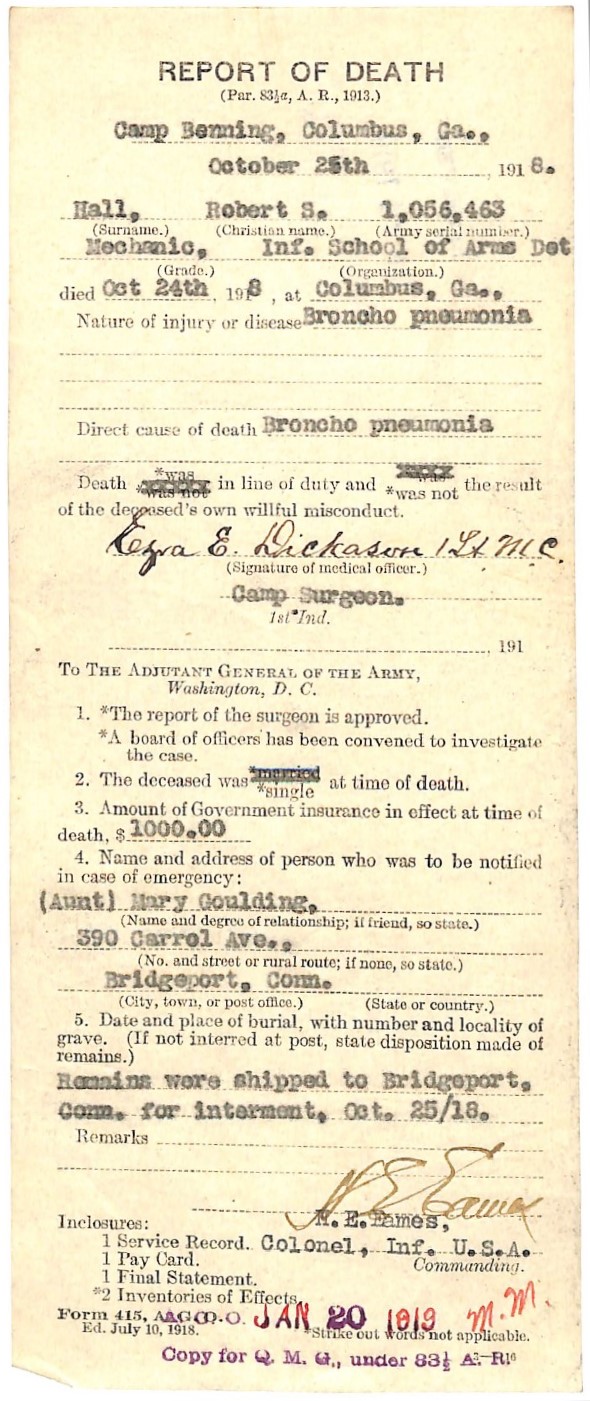 REPORT OF DEATH
(Par. 83½a, A. R., 1913.)
Camp Benning, Columbus, Ga.,
October 25th, 1918.
Hall, Robert S. 1,056,463
(Surname.) (Christian name.) (Army serial number.)
Mechanic, Inf. School of Arms Det
(Grade.) (Organization.)
died Oct 24th, 1918, at Columbus, Ga.,
Nature of injury or disease Broncho pneumonia
Direct cause of death Broncho pneumonia
Death *was *was not in line of duty and was *was not the result
of the deceased's own willful misconduct.
Ezra E. Dickason 1 Lt M C.
(Signature of medical officer.)
Camp Surgeon.
1st Ind.
, 191
To The Adjutant General of the Army,
Washington, D. C.
1. *The report of the surgeon is approved.
*A board of officers has been convened to investigate
the case.
2. The deceased was *married *single at time of death.
3. Amount of Government insurance in effect at time of
death, $ 1000.00
4. Name and address of person who was to be notified
in case of emergency:
(Aunt) Mary Goulding,
(Name and degree of relationship; if friend, so state.)
390 Carrol Ave.,
(No. and street or rural route; if none, so state.)
Bridgeport, Conn.
(City, town, or post office.) (State or country.)
5. Date and place of burial, with number and locality of
grave. (If not interred at post, state disposition made of
remains.)
Remains were shipped to Bridgeport,
Conn. for interment, Oct. 25/18.
Remarks
H E Eames
H.E.Eames,
Inclosures:
1 Service Record. Colonel, Inf. U.S.A.
1 Pay Card. Commanding.
1 Final Statement.
*2 Inventories of Effects.
Form 415, A.G.O. JAN 20 1919 M.M.
Ed. July 10, 1918. *Strike out words not applicable.
Copy for Q. M. G., under 83½ A. R.